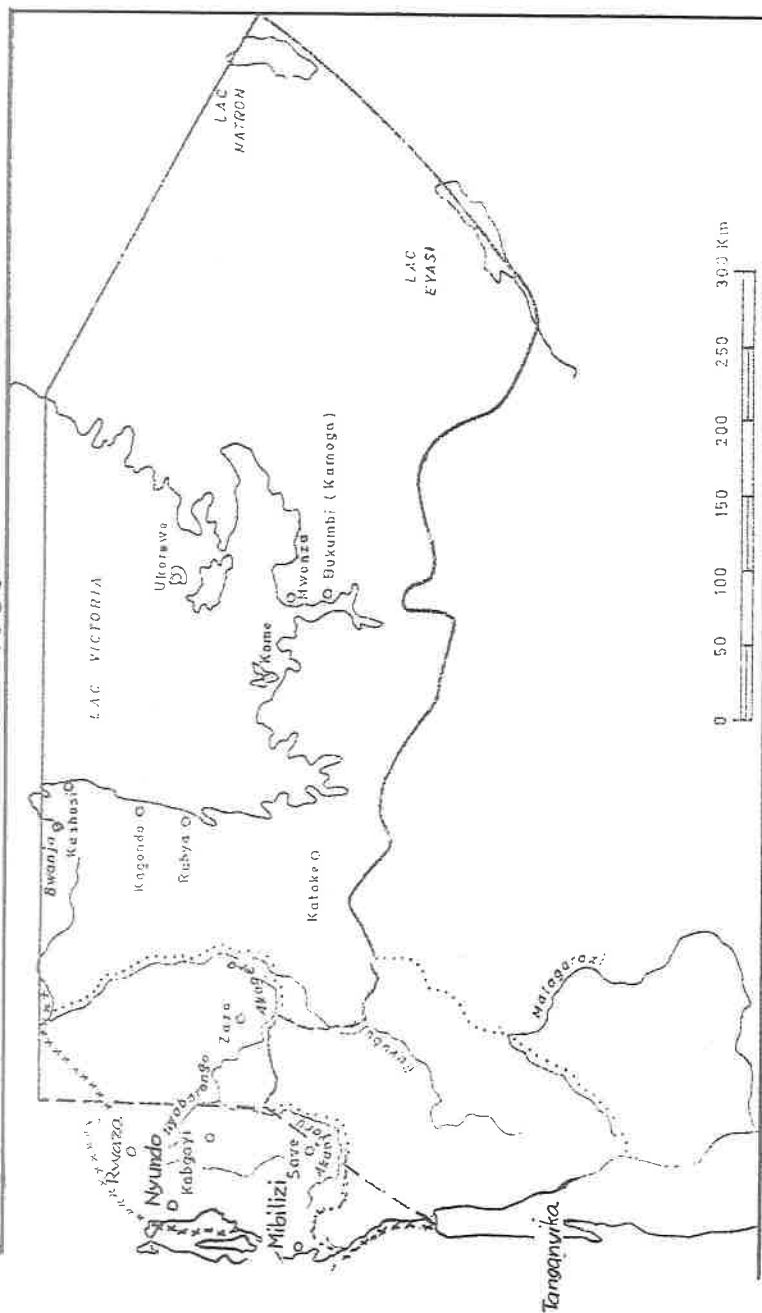 LAC
NATRON
LAC
EYASI
LAC VICTORIA
Ukerewe
Mwanza
Bukumbi (Kamoga)
Kome
Bwanja
Kashozi
Kagondo
Rubya
Katoke
Zaza
Akagera
Nyabarongo
Ruvubu
Malagarazi
Rwaza
Nyundo
Kabgayi
Save
Mibilizi
Tanganyika
0 50 100 150 200 250 300 Km